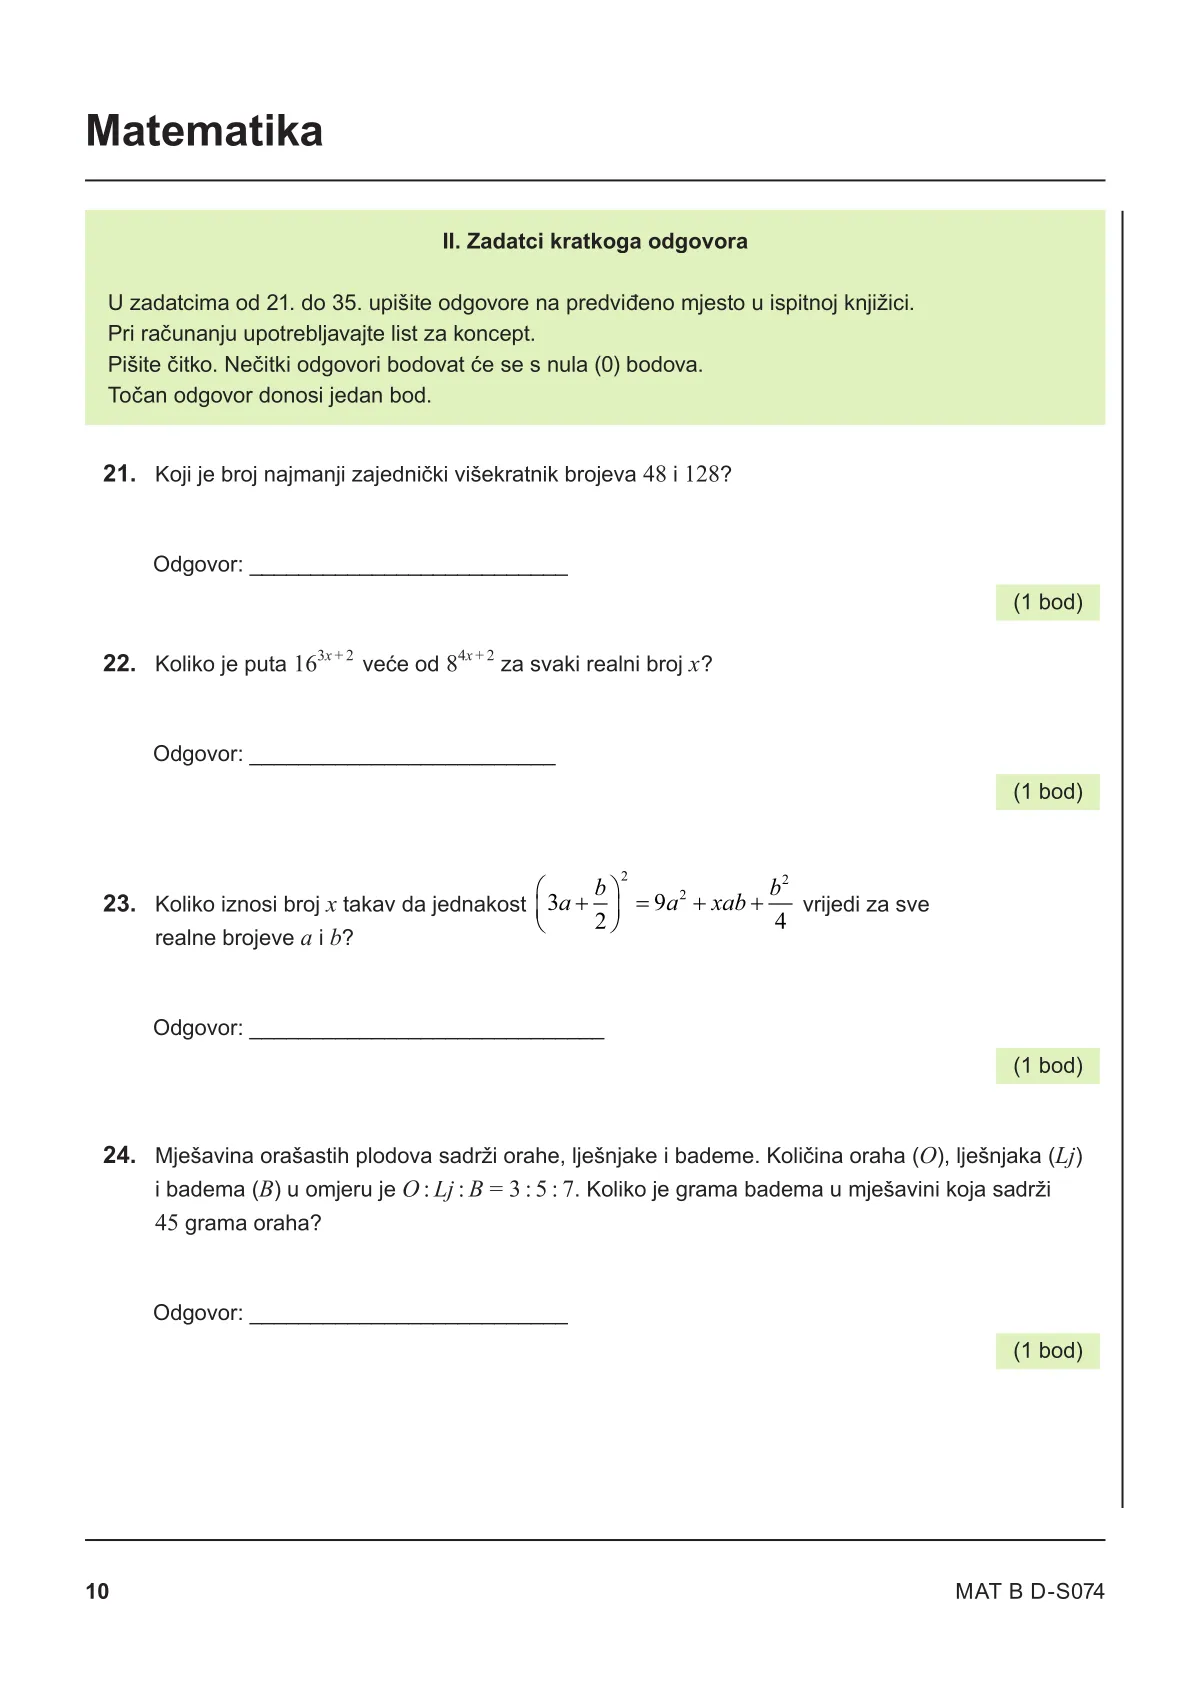 Matematika
II. Zadatci kratkoga odgovora
U zadatcima od 21. do 35. upišite odgovore na predviđeno mjesto u ispitnoj knjižici.
Pri računanju upotrebljavajte list za koncept.
Pišite čitko. Nečitki odgovori bodovat će se s nula (0) bodova.
Točan odgovor donosi jedan bod.
21. Koji je broj najmanji zajednički višekratnik brojeva 48 i 128?
Odgovor: __________________________
(1 bod)
22. Koliko je puta 16^{3x+2} veće od 8^{4x+2} za svaki realni broj x?
Odgovor: _________________________
(1 bod)
23. Koliko iznosi broj x takav da jednakost (3a + b/2)^2 = 9a^2 + xab + b^2/4 vrijedi za sve
realne brojeve a i b?
Odgovor: _____________________________
(1 bod)
24. Mješavina orašastih plodova sadrži orahe, lješnjake i bademe. Količina oraha (O), lješnjaka (Lj)
i badema (B) u omjeru je O : Lj : B = 3 : 5 : 7. Koliko je grama badema u mješavini koja sadrži
45 grama oraha?
Odgovor: __________________________
(1 bod)
10 MAT B D-S074